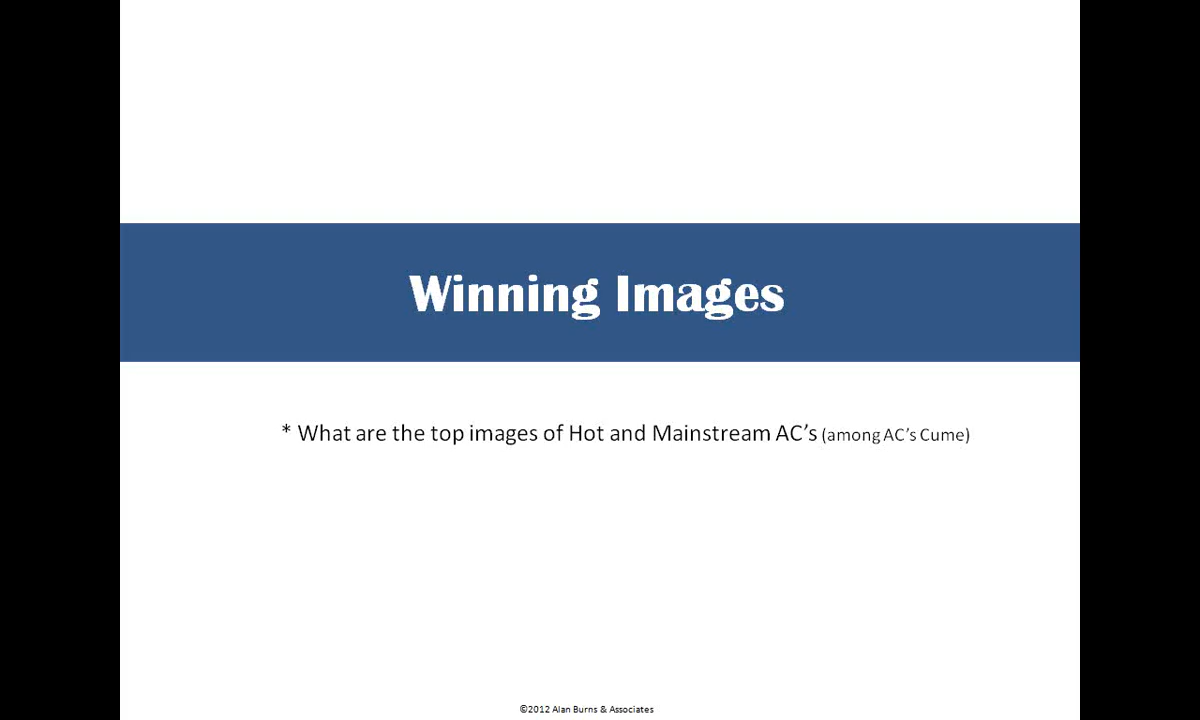 Winning Images
* What are the top images of Hot and Mainstream AC’s (among AC’s Cume)
©2012 Alan Burns & Associates